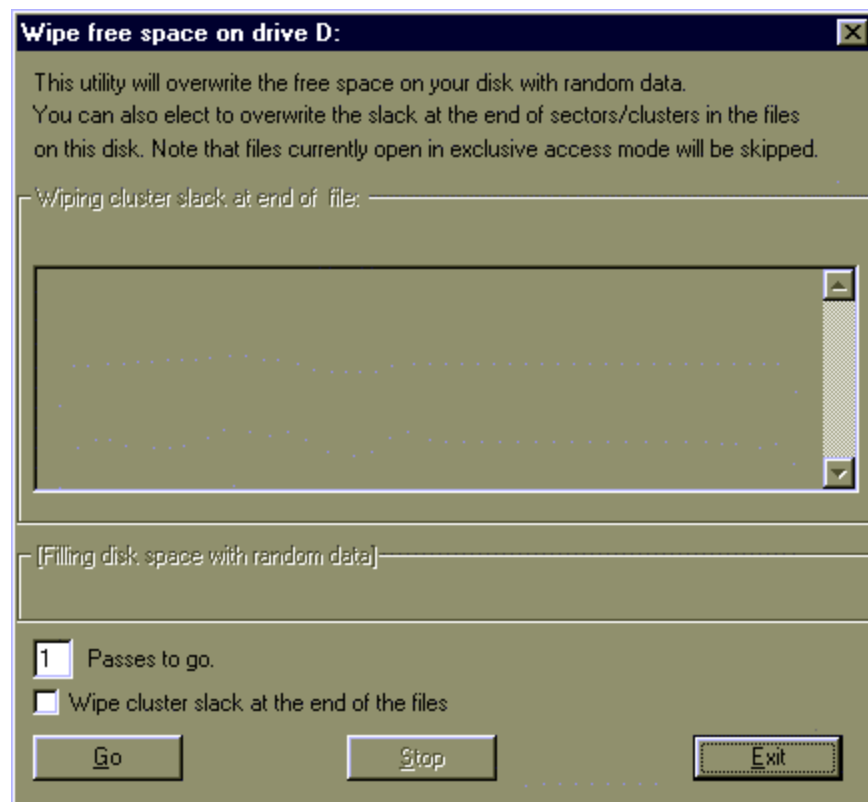 Wipe free space on drive D:
This utility will overwrite the free space on your disk with random data.
You can also elect to overwrite the slack at the end of sectors/clusters in the files
on this disk. Note that files currently open in exclusive access mode will be skipped.
Wiping cluster slack at end of file:
[Filling disk space with random data]
1 Passes to go.
Wipe cluster slack at the end of the files
Go Stop Exit